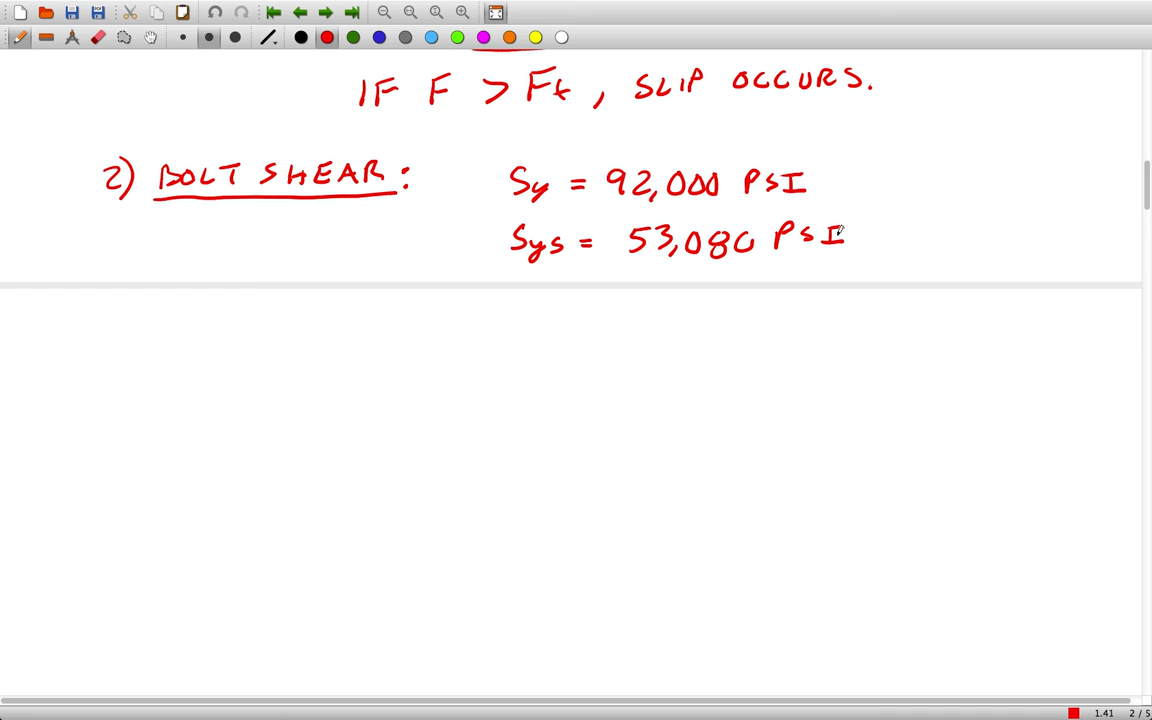 IF F > Ft, SLIP OCCURS.
2) BOLT SHEAR:
Sy = 92,000 PSI
Sys = 53,080 PSI
1.41 2 / 5